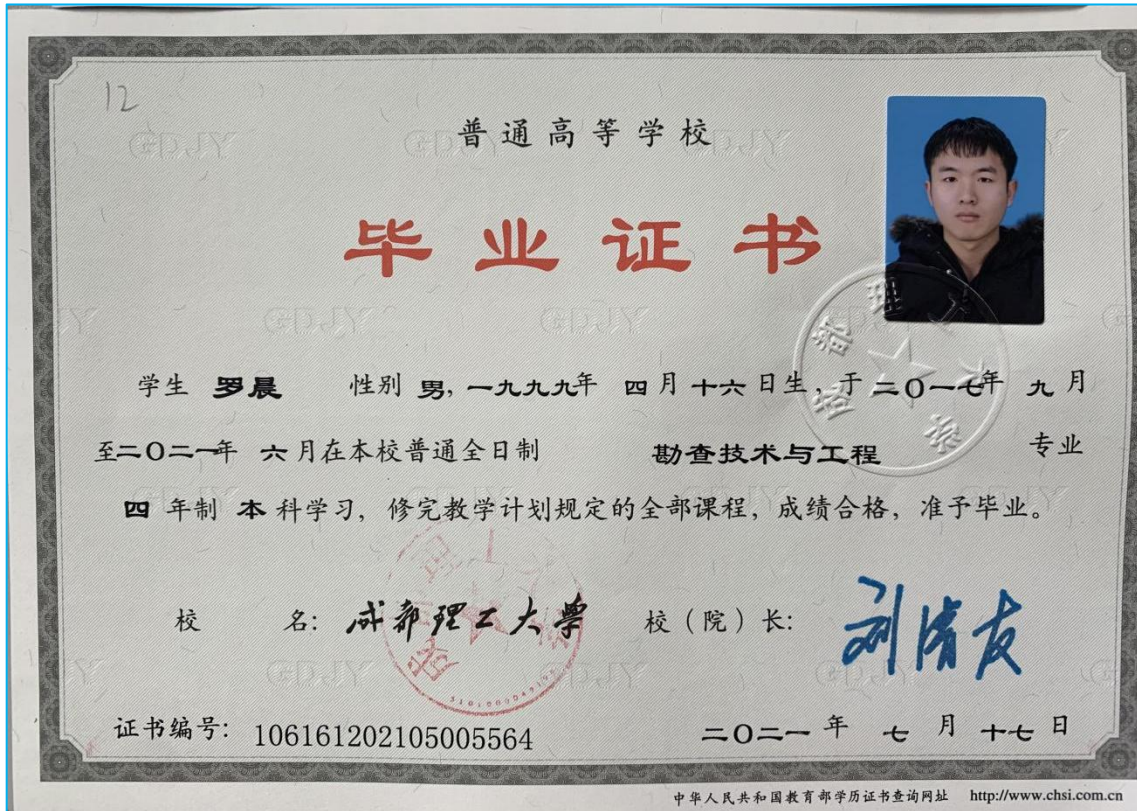 12
普通高等学校
毕业证书
学生 罗晨 性别 男, 一九九九年 四月十六日生, 于二〇一七年 九月
至二〇二一年 六月在本校普通全日制 勘查技术与工程 专业
四 年制 本 科学习, 修完教学计划规定的全部课程, 成绩合格, 准予毕业。
校 名: 成都理工大学 校(院)长: 刘清友
证书编号: 106161202105005564 二〇二一 年 七 月 十七 日
中华人民共和国教育部学历证书查询网址 http://www.chsi.com.cn
GDJY
成都理工大学